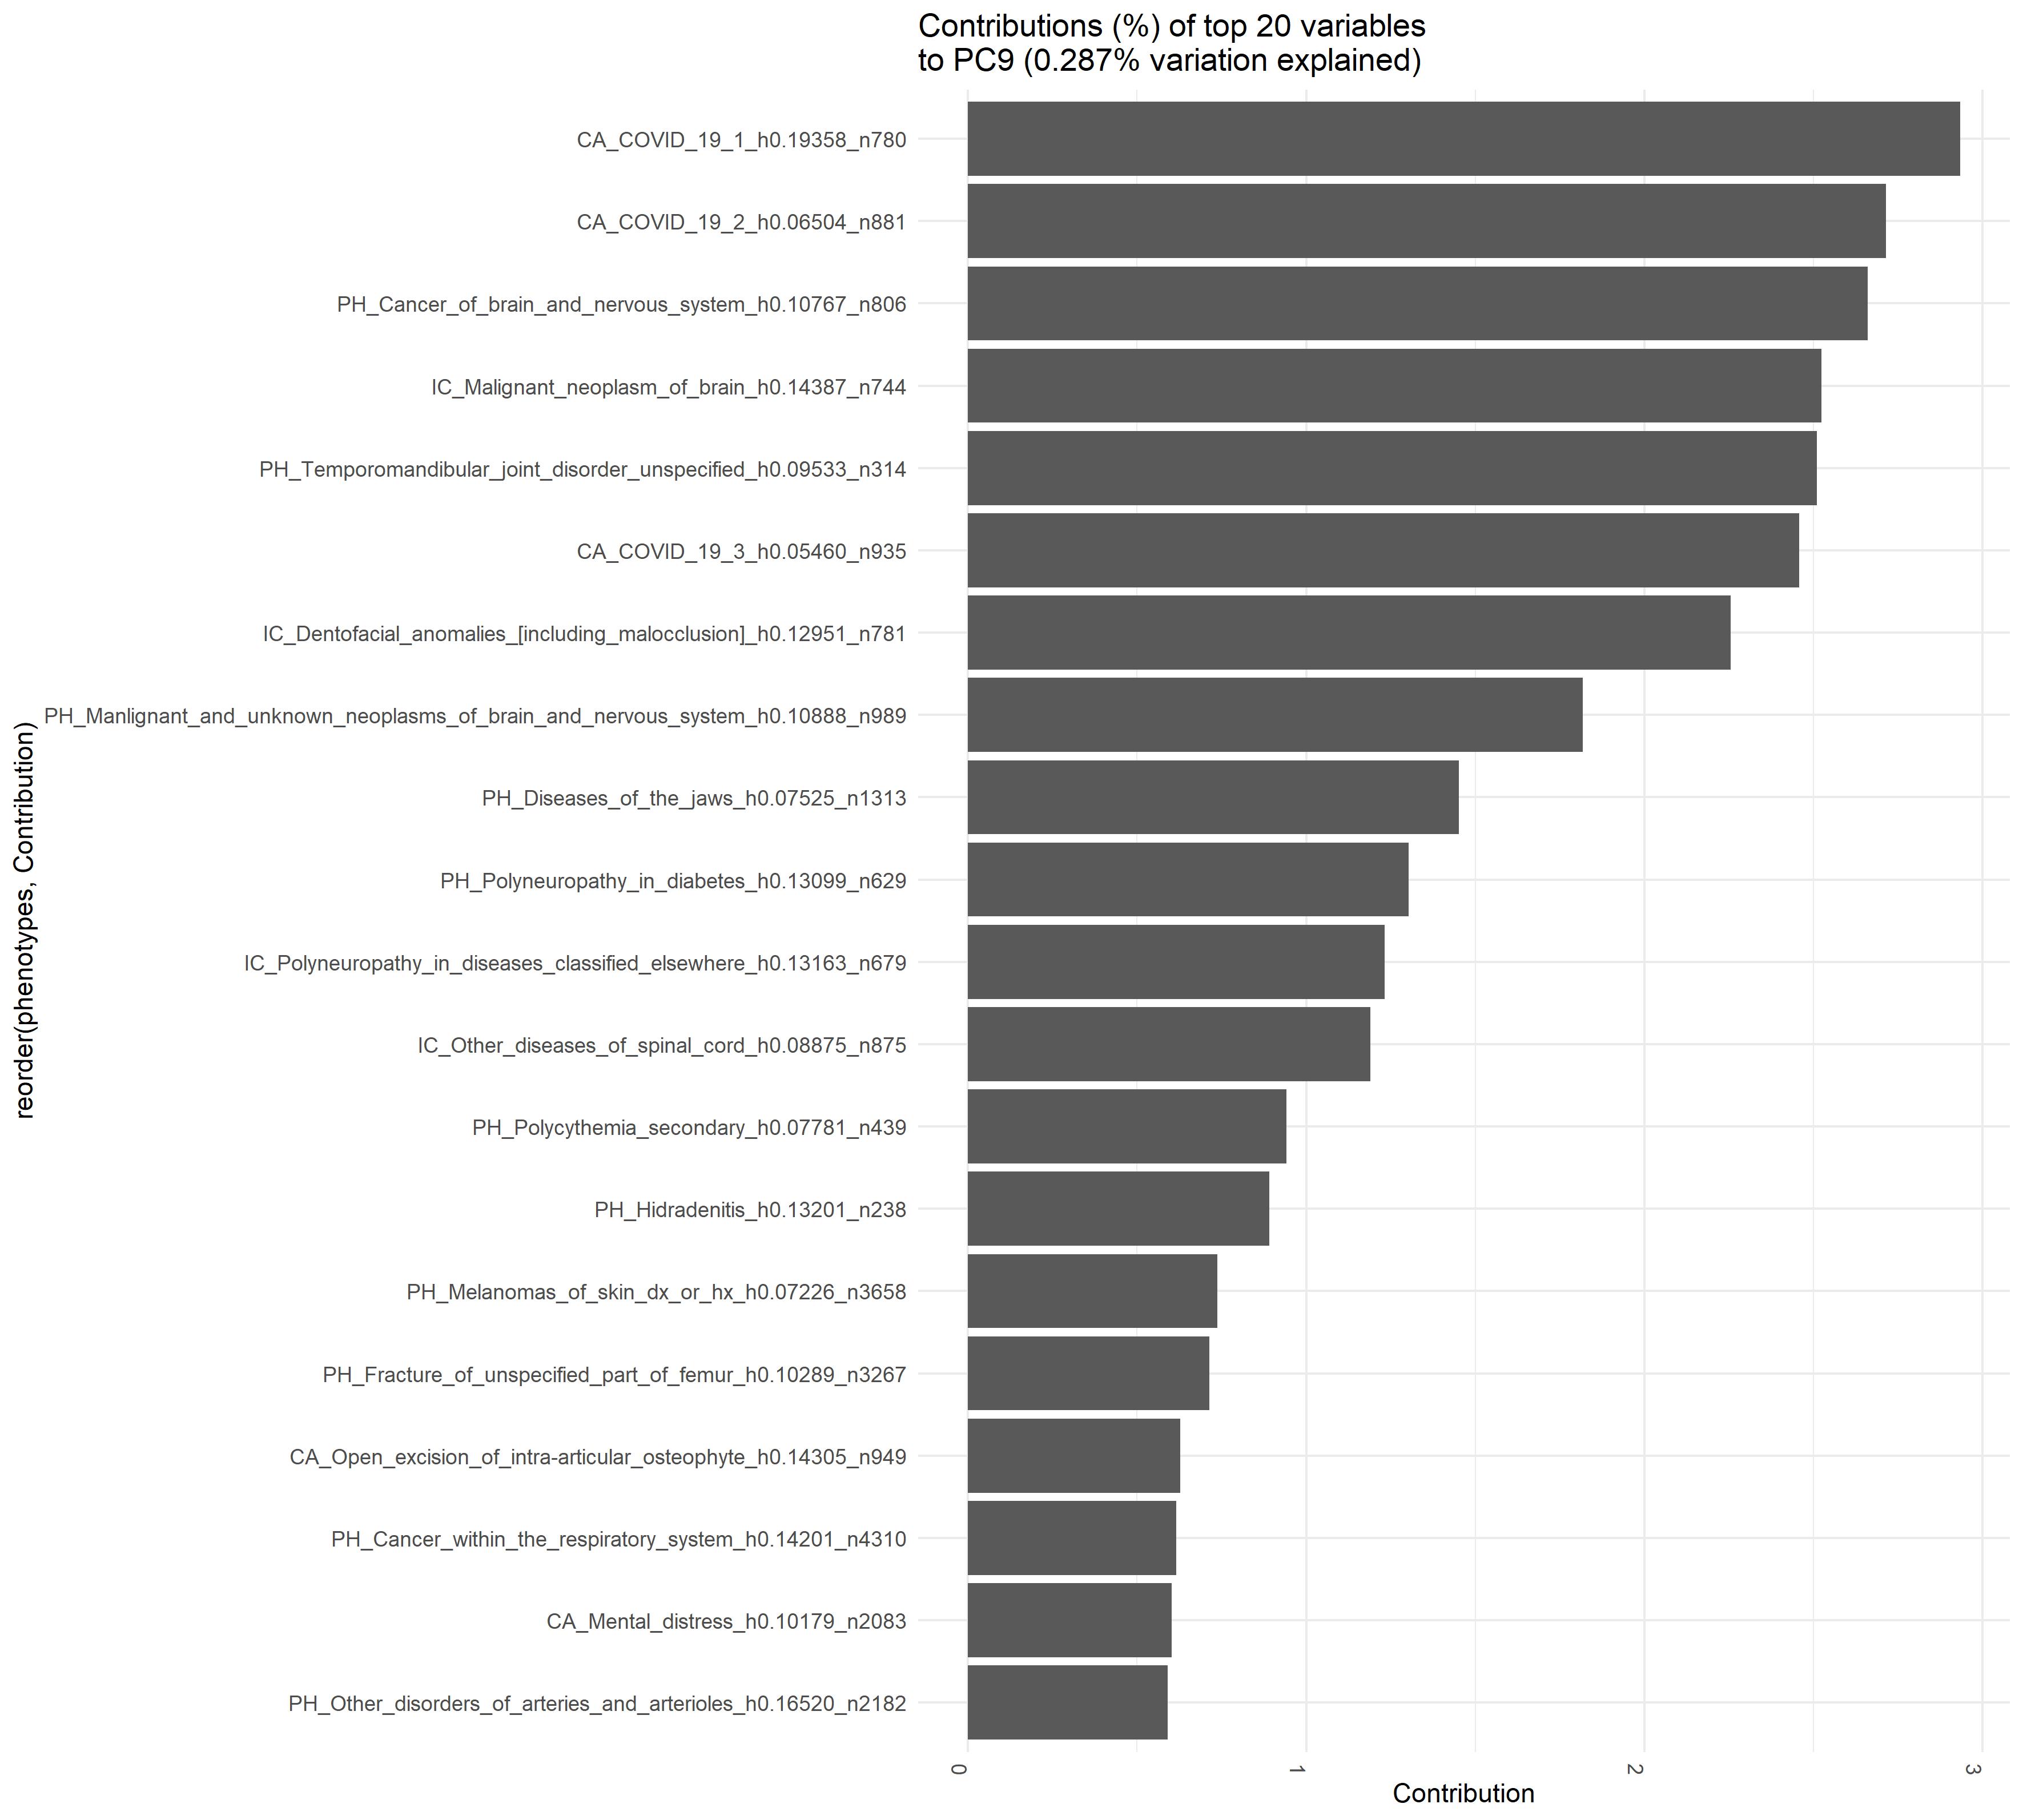 Contributions (%) of top 20 variables
to PC9 (0.287% variation explained)
CA_COVID_19_1_h0.19358_n780
CA_COVID_19_2_h0.06504_n881
PH_Cancer_of_brain_and_nervous_system_h0.10767_n806
IC_Malignant_neoplasm_of_brain_h0.14387_n744
PH_Temporomandibular_joint_disorder_unspecified_h0.09533_n314
CA_COVID_19_3_h0.05460_n935
IC_Dentofacial_anomalies_[including_malocclusion]_h0.12951_n781
PH_Manlignant_and_unknown_neoplasms_of_brain_and_nervous_system_h0.10888_n989
PH_Diseases_of_the_jaws_h0.07525_n1313
PH_Polyneuropathy_in_diabetes_h0.13099_n629
IC_Polyneuropathy_in_diseases_classified_elsewhere_h0.13163_n679
IC_Other_diseases_of_spinal_cord_h0.08875_n875
PH_Polycythemia_secondary_h0.07781_n439
PH_Hidradenitis_h0.13201_n238
PH_Melanomas_of_skin_dx_or_hx_h0.07226_n3658
PH_Fracture_of_unspecified_part_of_femur_h0.10289_n3267
CA_Open_excision_of_intra-articular_osteophyte_h0.14305_n949
PH_Cancer_within_the_respiratory_system_h0.14201_n4310
CA_Mental_distress_h0.10179_n2083
PH_Other_disorders_of_arteries_and_arterioles_h0.16520_n2182
reorder(phenotypes, Contribution)
0 1 2 3
Contribution